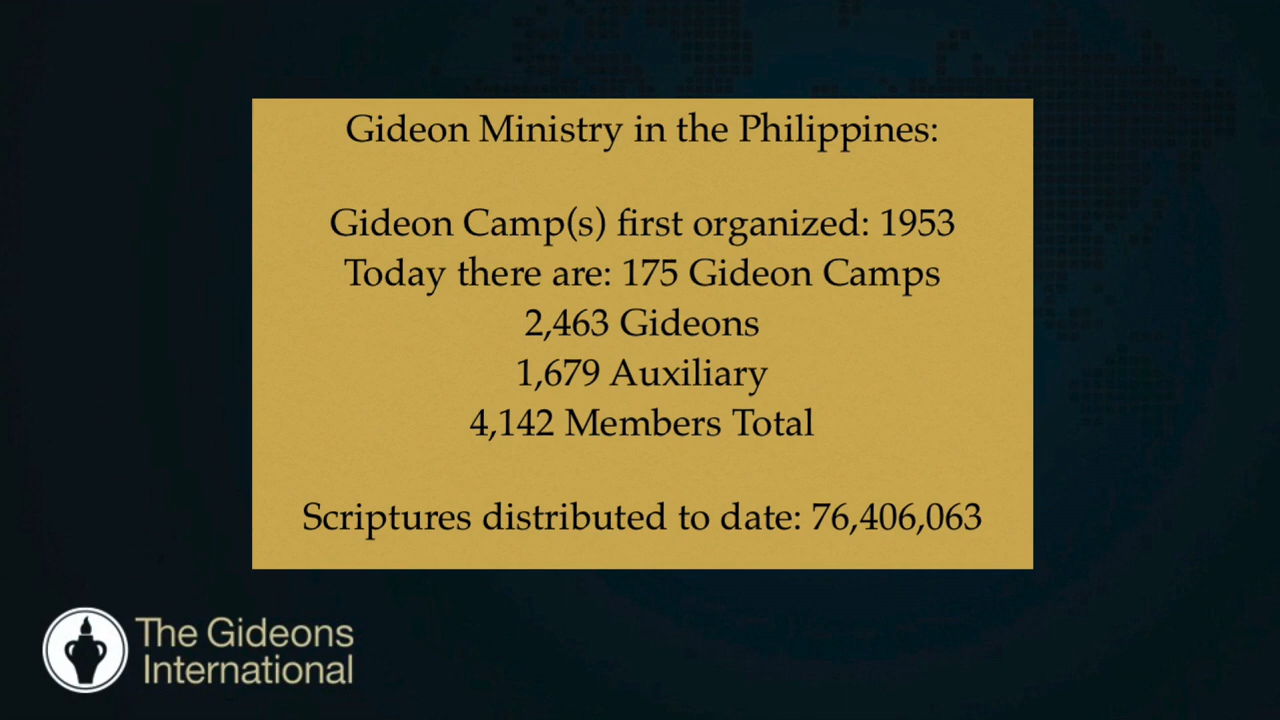 Gideon Ministry in the Philippines:
Gideon Camp(s) first organized: 1953
Today there are: 175 Gideon Camps
2,463 Gideons
1,679 Auxiliary
4,142 Members Total
Scriptures distributed to date: 76,406,063
The Gideons
International